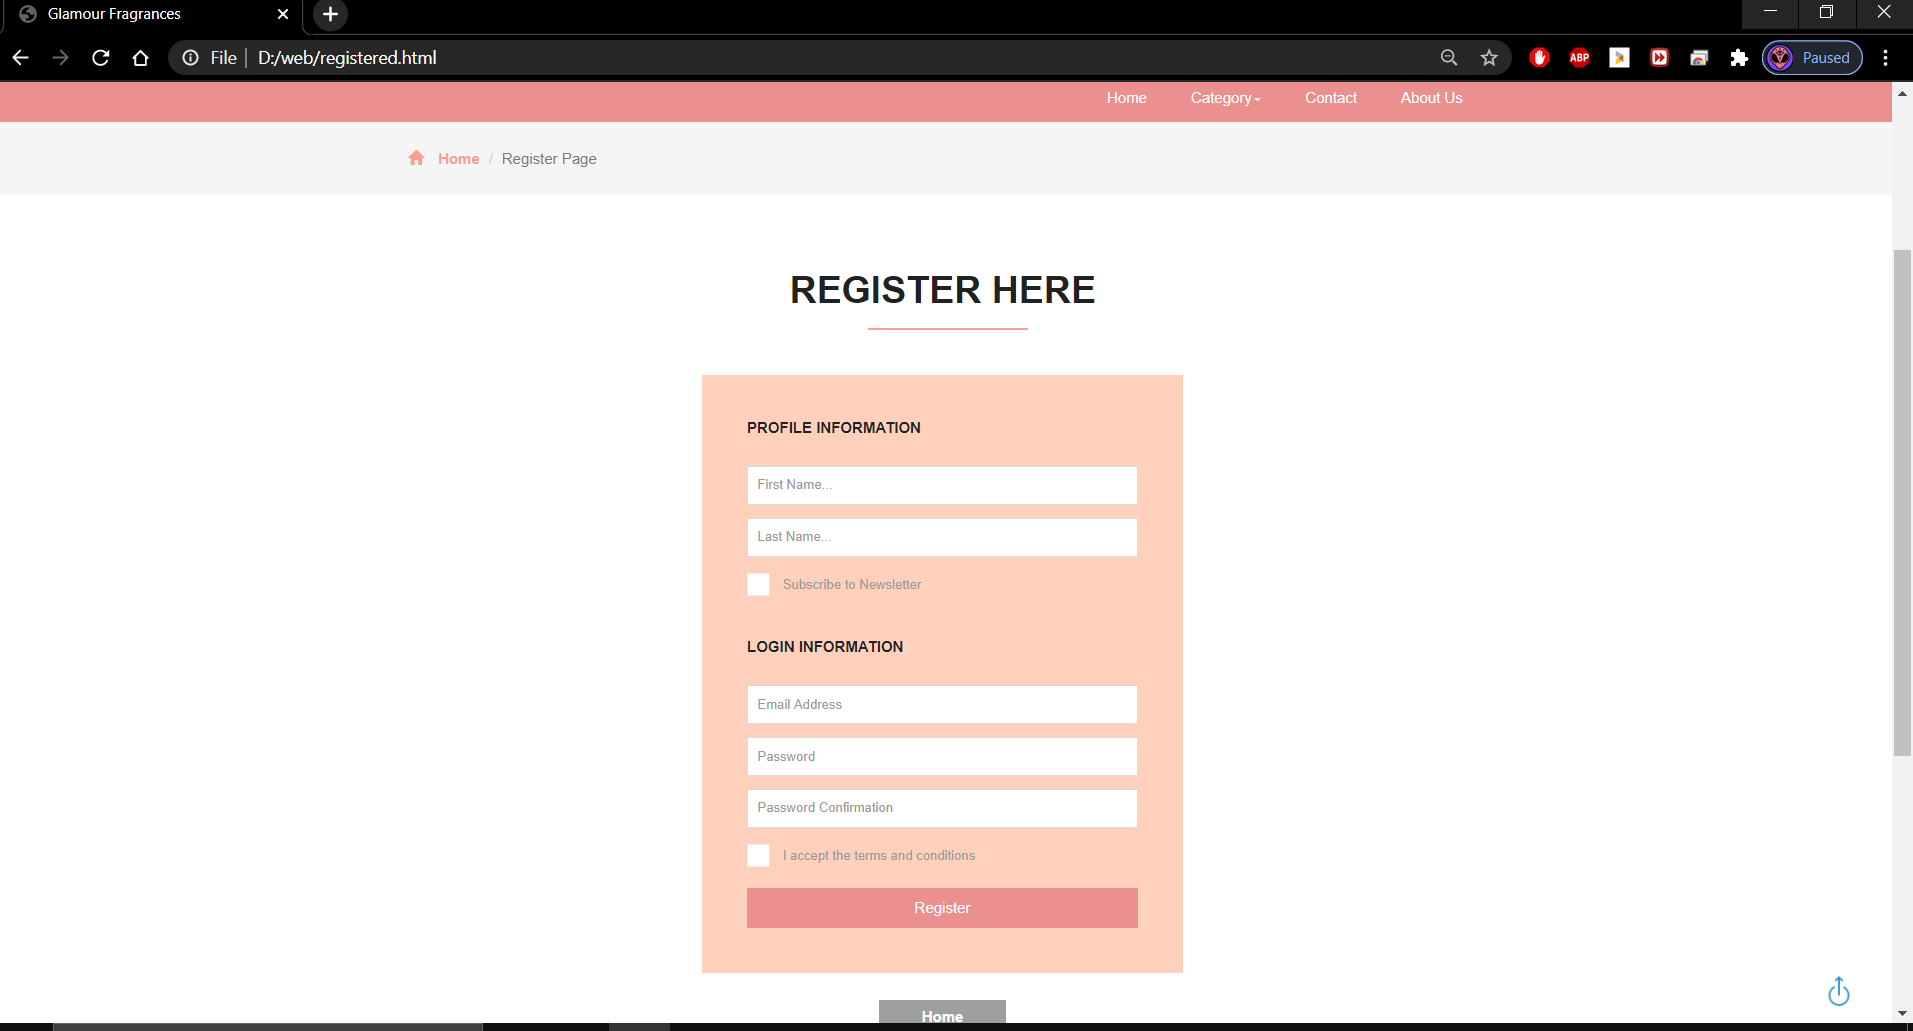 Glamour Fragrances
File D:/web/registered.html
ABP
Paused
Home Category Contact About Us
Home / Register Page
REGISTER HERE
PROFILE INFORMATION
First Name...
Last Name...
Subscribe to Newsletter
LOGIN INFORMATION
Email Address
Password
Password Confirmation
I accept the terms and conditions
Register
Home